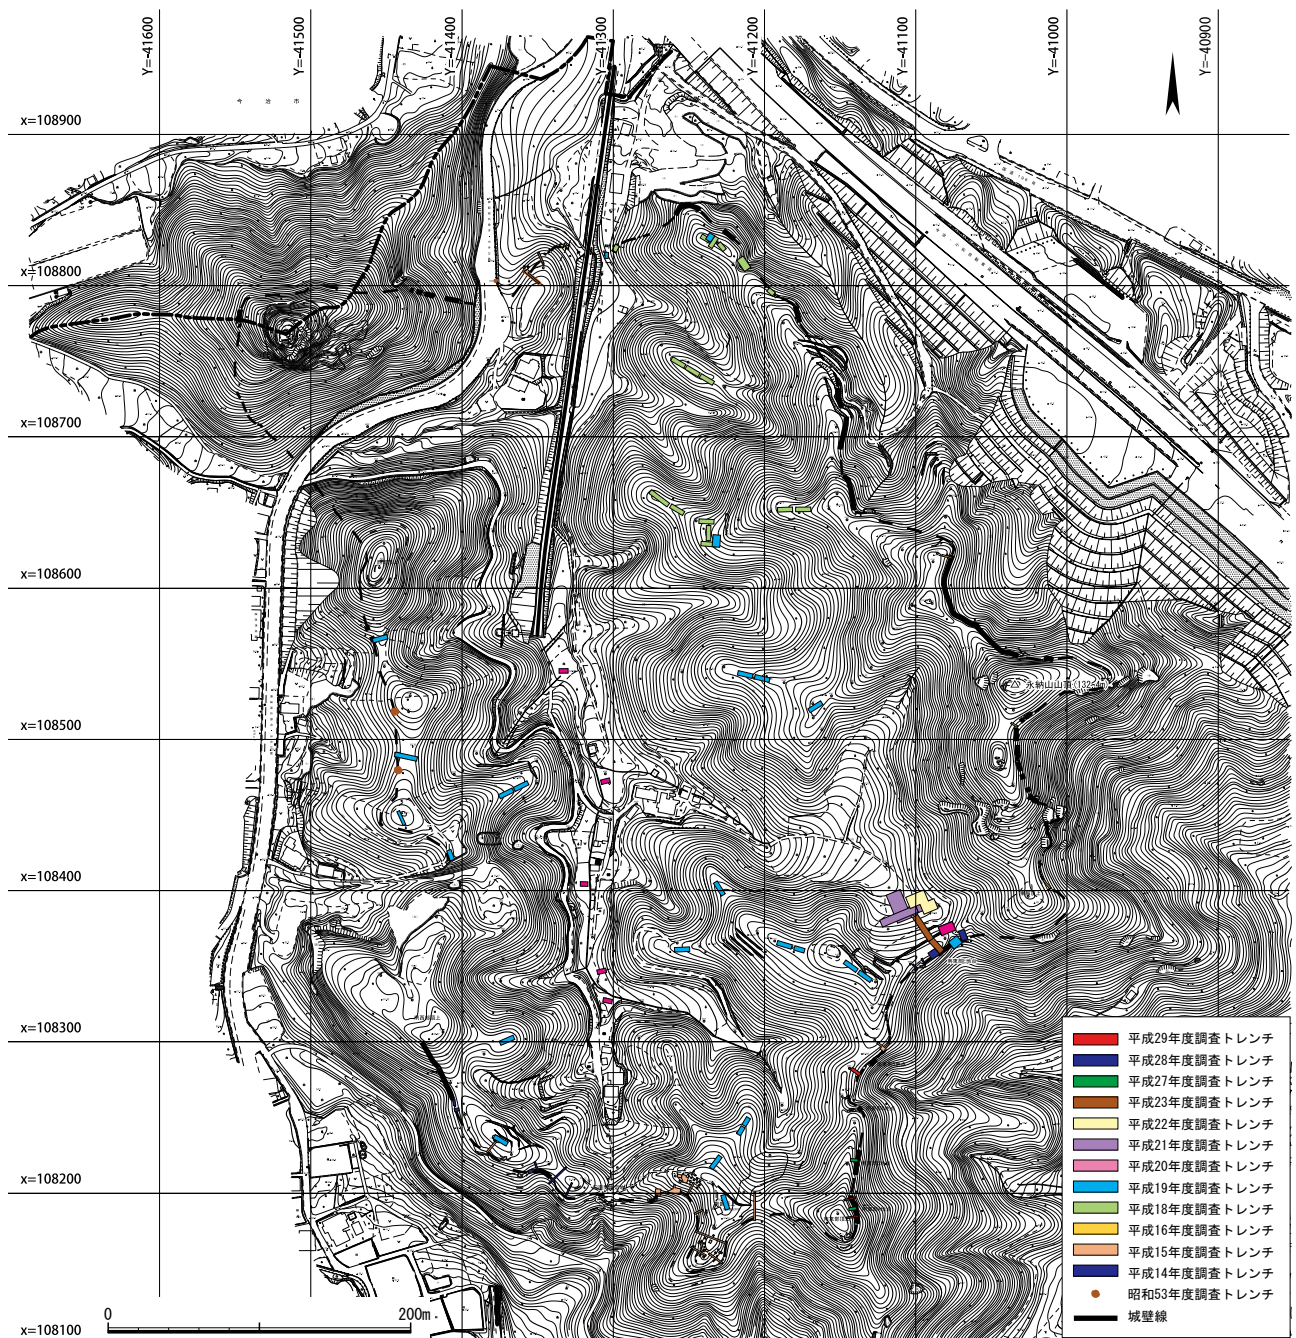 Y=-41600
Y=-41500
Y=-41400
Y=-41300
Y=-41200
Y=-41100
Y=-41000
Y=-40900
今治市
x=108900
x=108800
x=108700
x=108600
x=108500
x=108400
x=108300
x=108200
x=108100
0 200m
平成29年度調査トレンチ
平成28年度調査トレンチ
平成27年度調査トレンチ
平成23年度調査トレンチ
平成22年度調査トレンチ
平成21年度調査トレンチ
平成20年度調査トレンチ
平成19年度調査トレンチ
平成18年度調査トレンチ
平成16年度調査トレンチ
平成15年度調査トレンチ
平成14年度調査トレンチ
昭和53年度調査トレンチ
城壁線